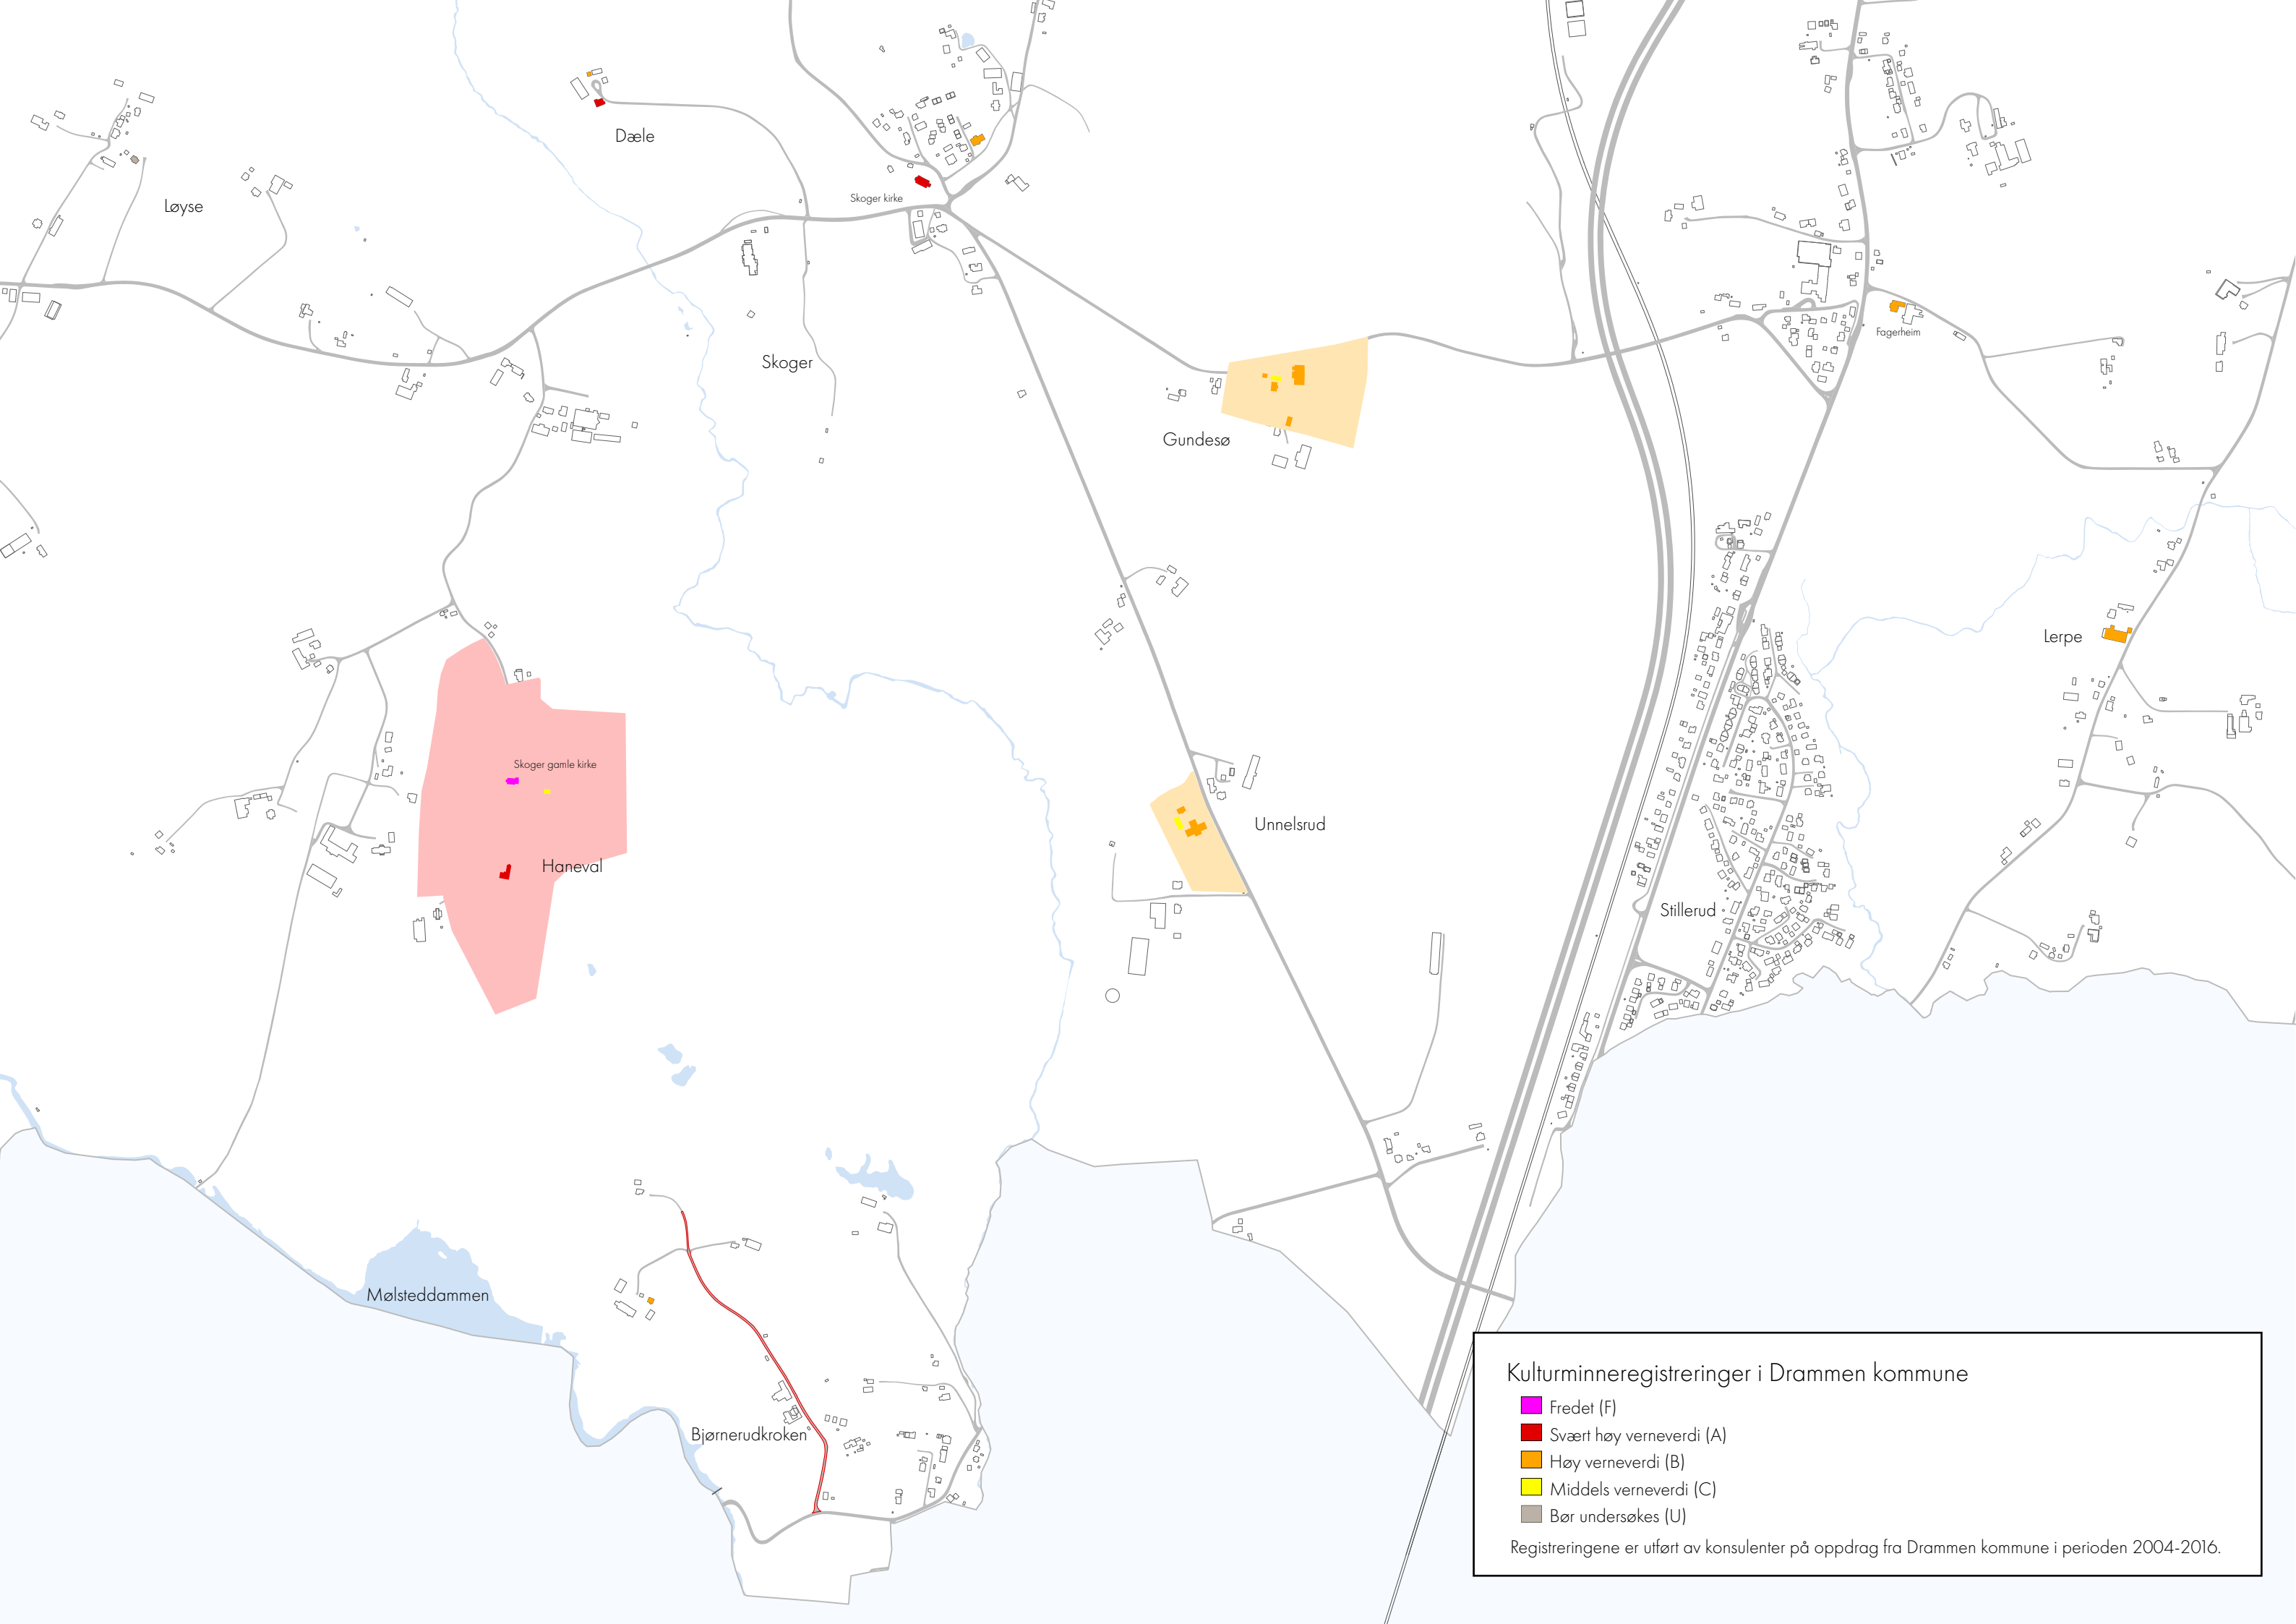 Dæle
Skoger kirke
Løyse
Fagerheim
Skoger
Gundesø
Lerpe
Skoger gamle kirke
Unnelsrud
Haneval
Stillerud
Mølsteddammen
Bjørnerudkroken
Kulturminneregistreringer i Drammen kommune
Fredet (F)
Svært høy verneverdi (A)
Høy verneverdi (B)
Middels verneverdi (C)
Bør undersøkes (U)
Registreringene er utført av konsulenter på oppdrag fra Drammen kommune i perioden 2004-2016.